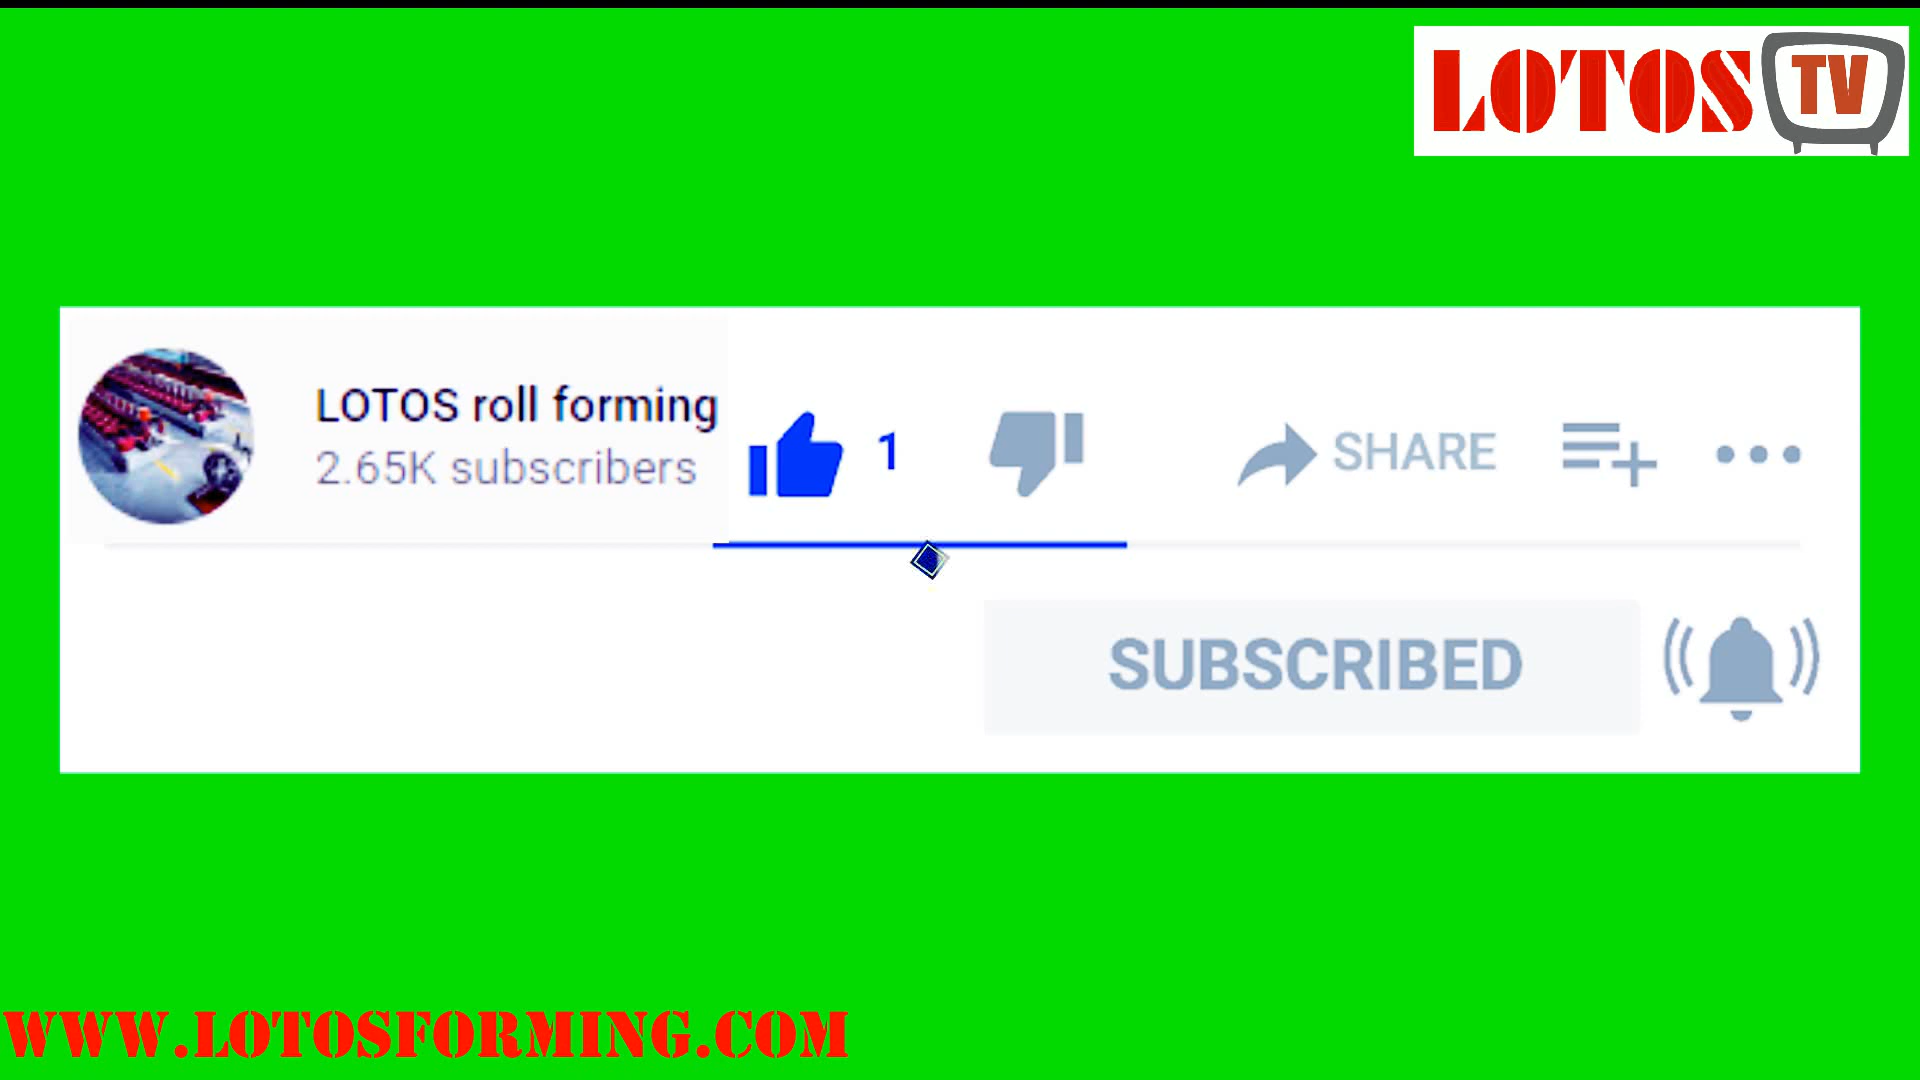 LOTOS TV
LOTOS roll forming
2.65K subscribers
1
SHARE
SUBSCRIBED
WWW.LOTOSFORMING.COM